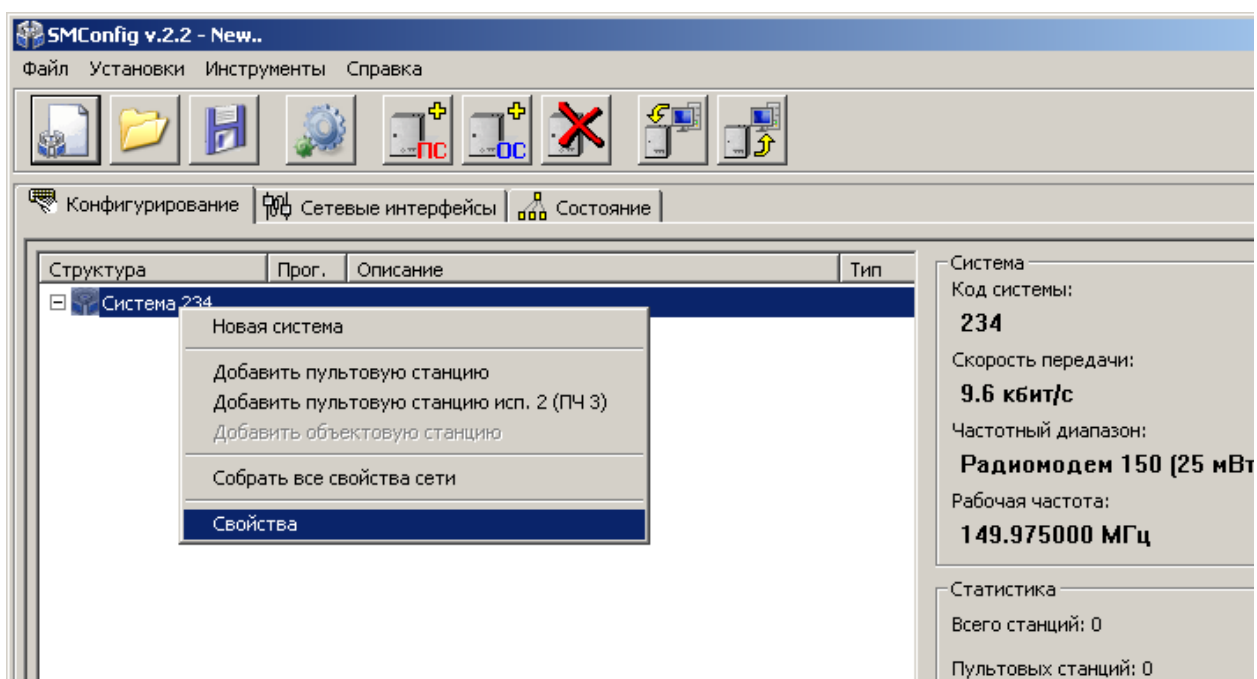 SMConfig v.2.2 - New..
Файл Установки Инструменты Справка
ПС ОС
Конфигурирование Сетевые интерфейсы Состояние
Структура Прог. Описание Тип
Система 234
Новая система
Добавить пультовую станцию
Добавить пультовую станцию исп. 2 (ПЧ 3)
Добавить объектовую станцию
Собрать все свойства сети
Свойства
Система
Код системы:
234
Скорость передачи:
9.6 кбит/с
Частотный диапазон:
Радиомодем 150 (25 мВт
Рабочая частота:
149.975000 МГц
Статистика
Всего станций: 0
Пультовых станций: 0